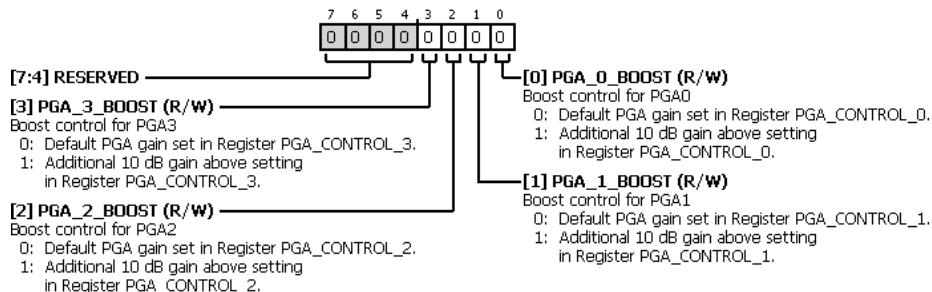 7 6 5 4 3 2 1 0
0 0 0 0 0 0 0 0
[7:4] RESERVED
[3] PGA_3_BOOST (R/W)
Boost control for PGA3
0: Default PGA gain set in Register PGA_CONTROL_3.
1: Additional 10 dB gain above setting
in Register PGA_CONTROL_3.
[2] PGA_2_BOOST (R/W)
Boost control for PGA2
0: Default PGA gain set in Register PGA_CONTROL_2.
1: Additional 10 dB gain above setting
in Register PGA_CONTROL_2.
[0] PGA_0_BOOST (R/W)
Boost control for PGA0
0: Default PGA gain set in Register PGA_CONTROL_0.
1: Additional 10 dB gain above setting
in Register PGA_CONTROL_0.
[1] PGA_1_BOOST (R/W)
Boost control for PGA1
0: Default PGA gain set in Register PGA_CONTROL_1.
1: Additional 10 dB gain above setting
in Register PGA_CONTROL_1.